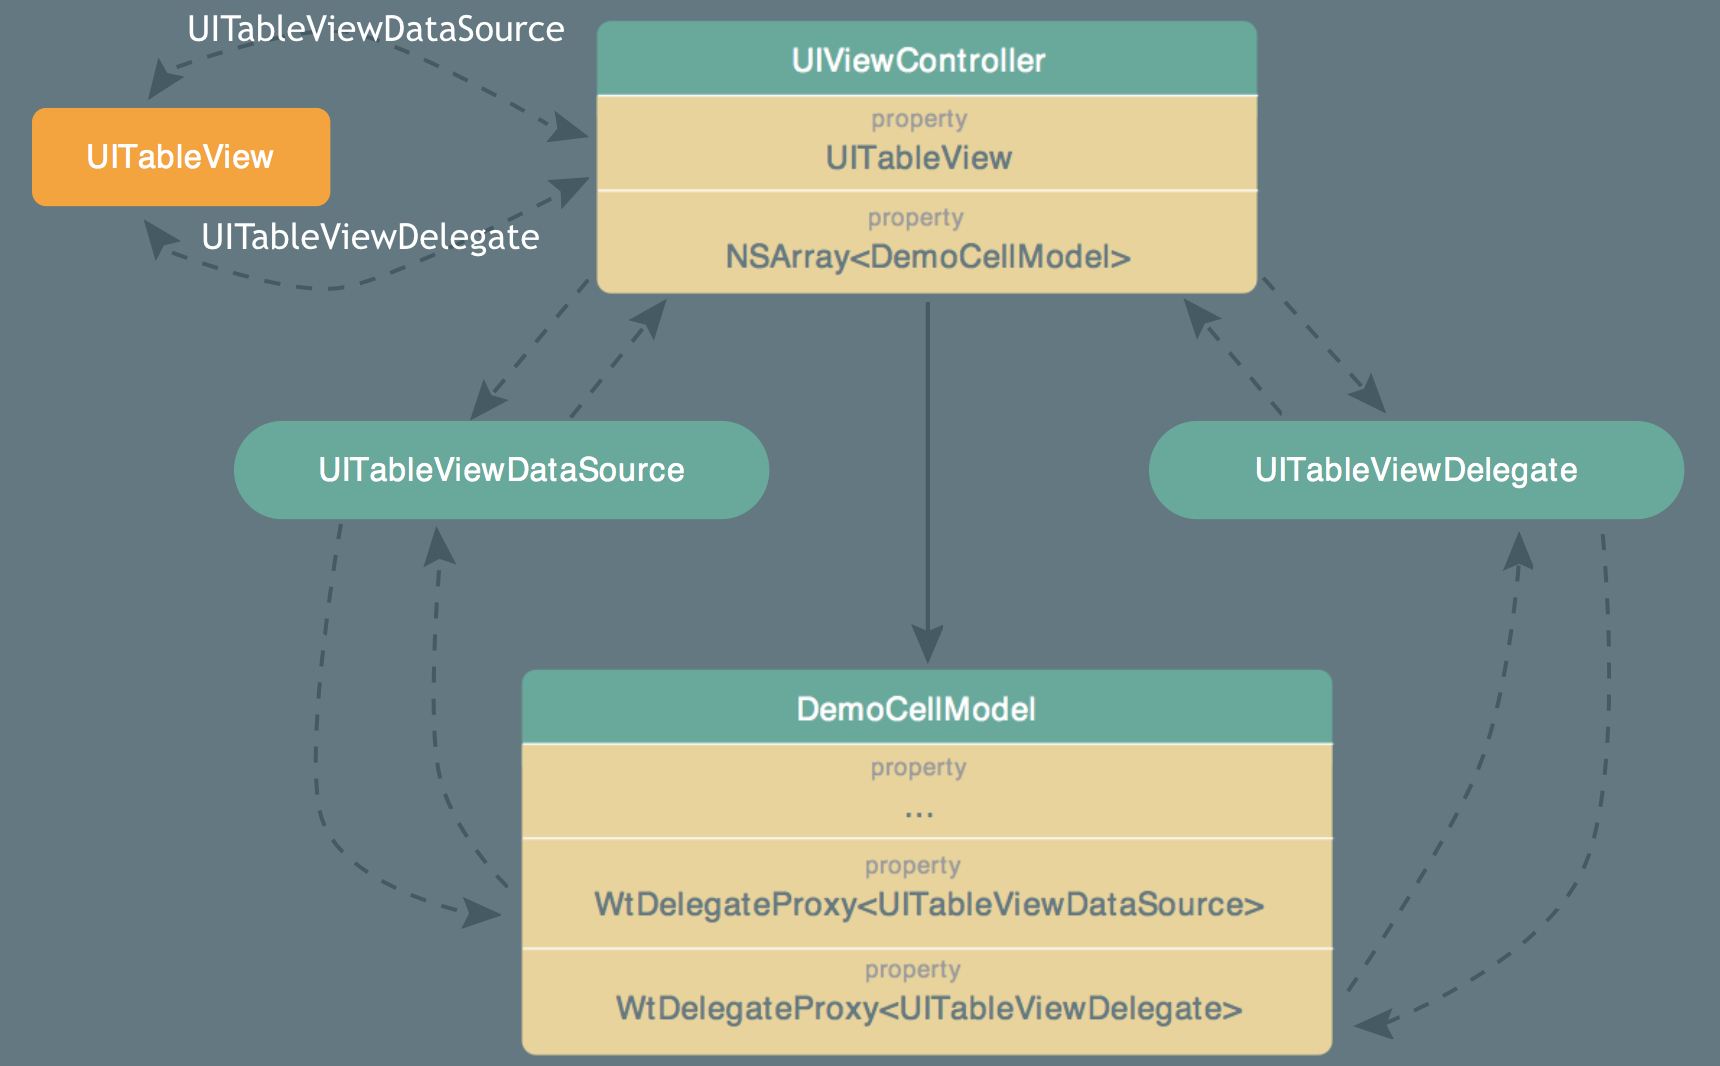 UITableViewDataSource
UITableView
UITableViewDelegate
UIViewController
property
UITableView
property
NSArray<DemoCellModel>
UITableViewDataSource
UITableViewDelegate
DemoCellModel
property
...
property
WtDelegateProxy<UITableViewDataSource>
property
WtDelegateProxy<UITableViewDelegate>